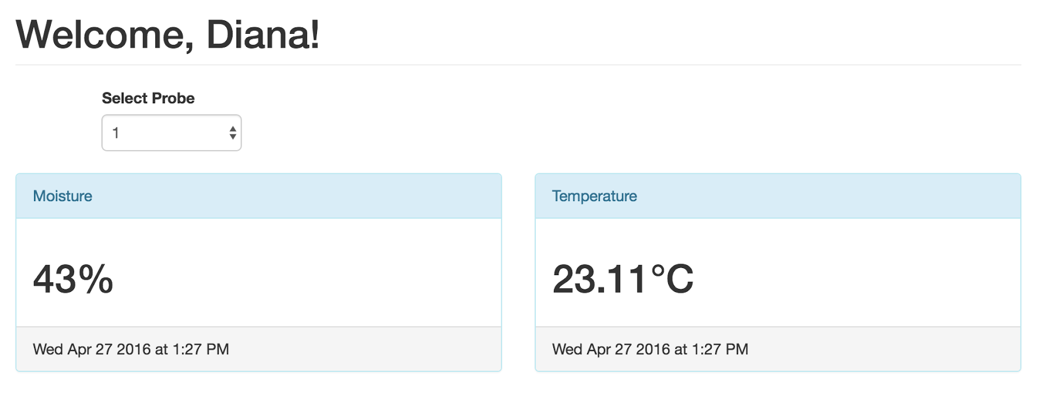 Welcome, Diana!
Select Probe
1
Moisture
Temperature
43%
23.11°C
Wed Apr 27 2016 at 1:27 PM
Wed Apr 27 2016 at 1:27 PM